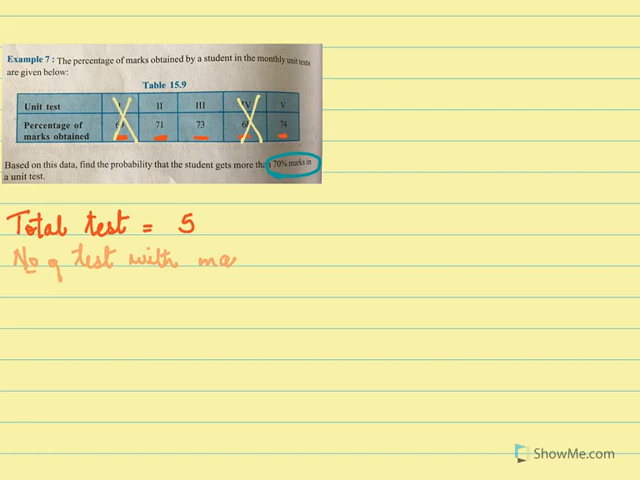 Example 7 : The percentage of marks obtained by a student in the monthly unit tests
are given below:
Table 15.9
Unit test II III V
Percentage of marks obtained 71 73 74
Based on this data, find the probability that the student gets more than 70% marks in
a unit test.
Total test = 5
No of test with ma
ShowMe.com